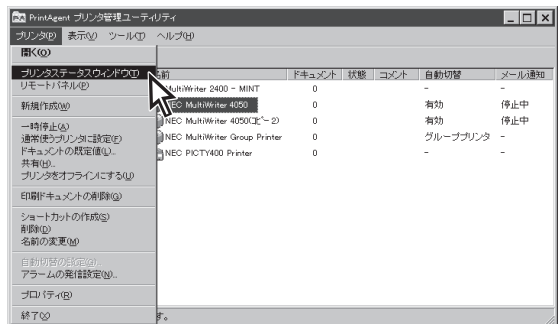 PrintAgent プリンタ管理ユーティリティ
プリンタ(P) 表示(V) ツール(T) ヘルプ(H)
開く(O)
プリンタステータスウィンドウ(T)
リモートパネル(P)
新規作成(W)
一時停止(A)
通常使うプリンタに設定(F)
ドキュメントの既定値(L)...
共有(H)...
プリンタをオフラインにする(U)
印刷ドキュメントの削除(G)
ショートカットの作成(S)
削除(D)
名前の変更(M)
自動切替の設定(G)...
アラームの発信設定(N)...
プロパティ(R)
終了(X)
名前 ドキュメント 状態 コメント 自動切替 メール通知
MultiWriter 2400 - MINT 0 - -
NEC MultiWriter 4050 0 有効 停止中
NEC MultiWriter 4050(コピー 2) 0 有効 停止中
NEC MultiWriter Group Printer 0 グループプリンタ -
NEC PICTY400 Printer 0 - -
す。